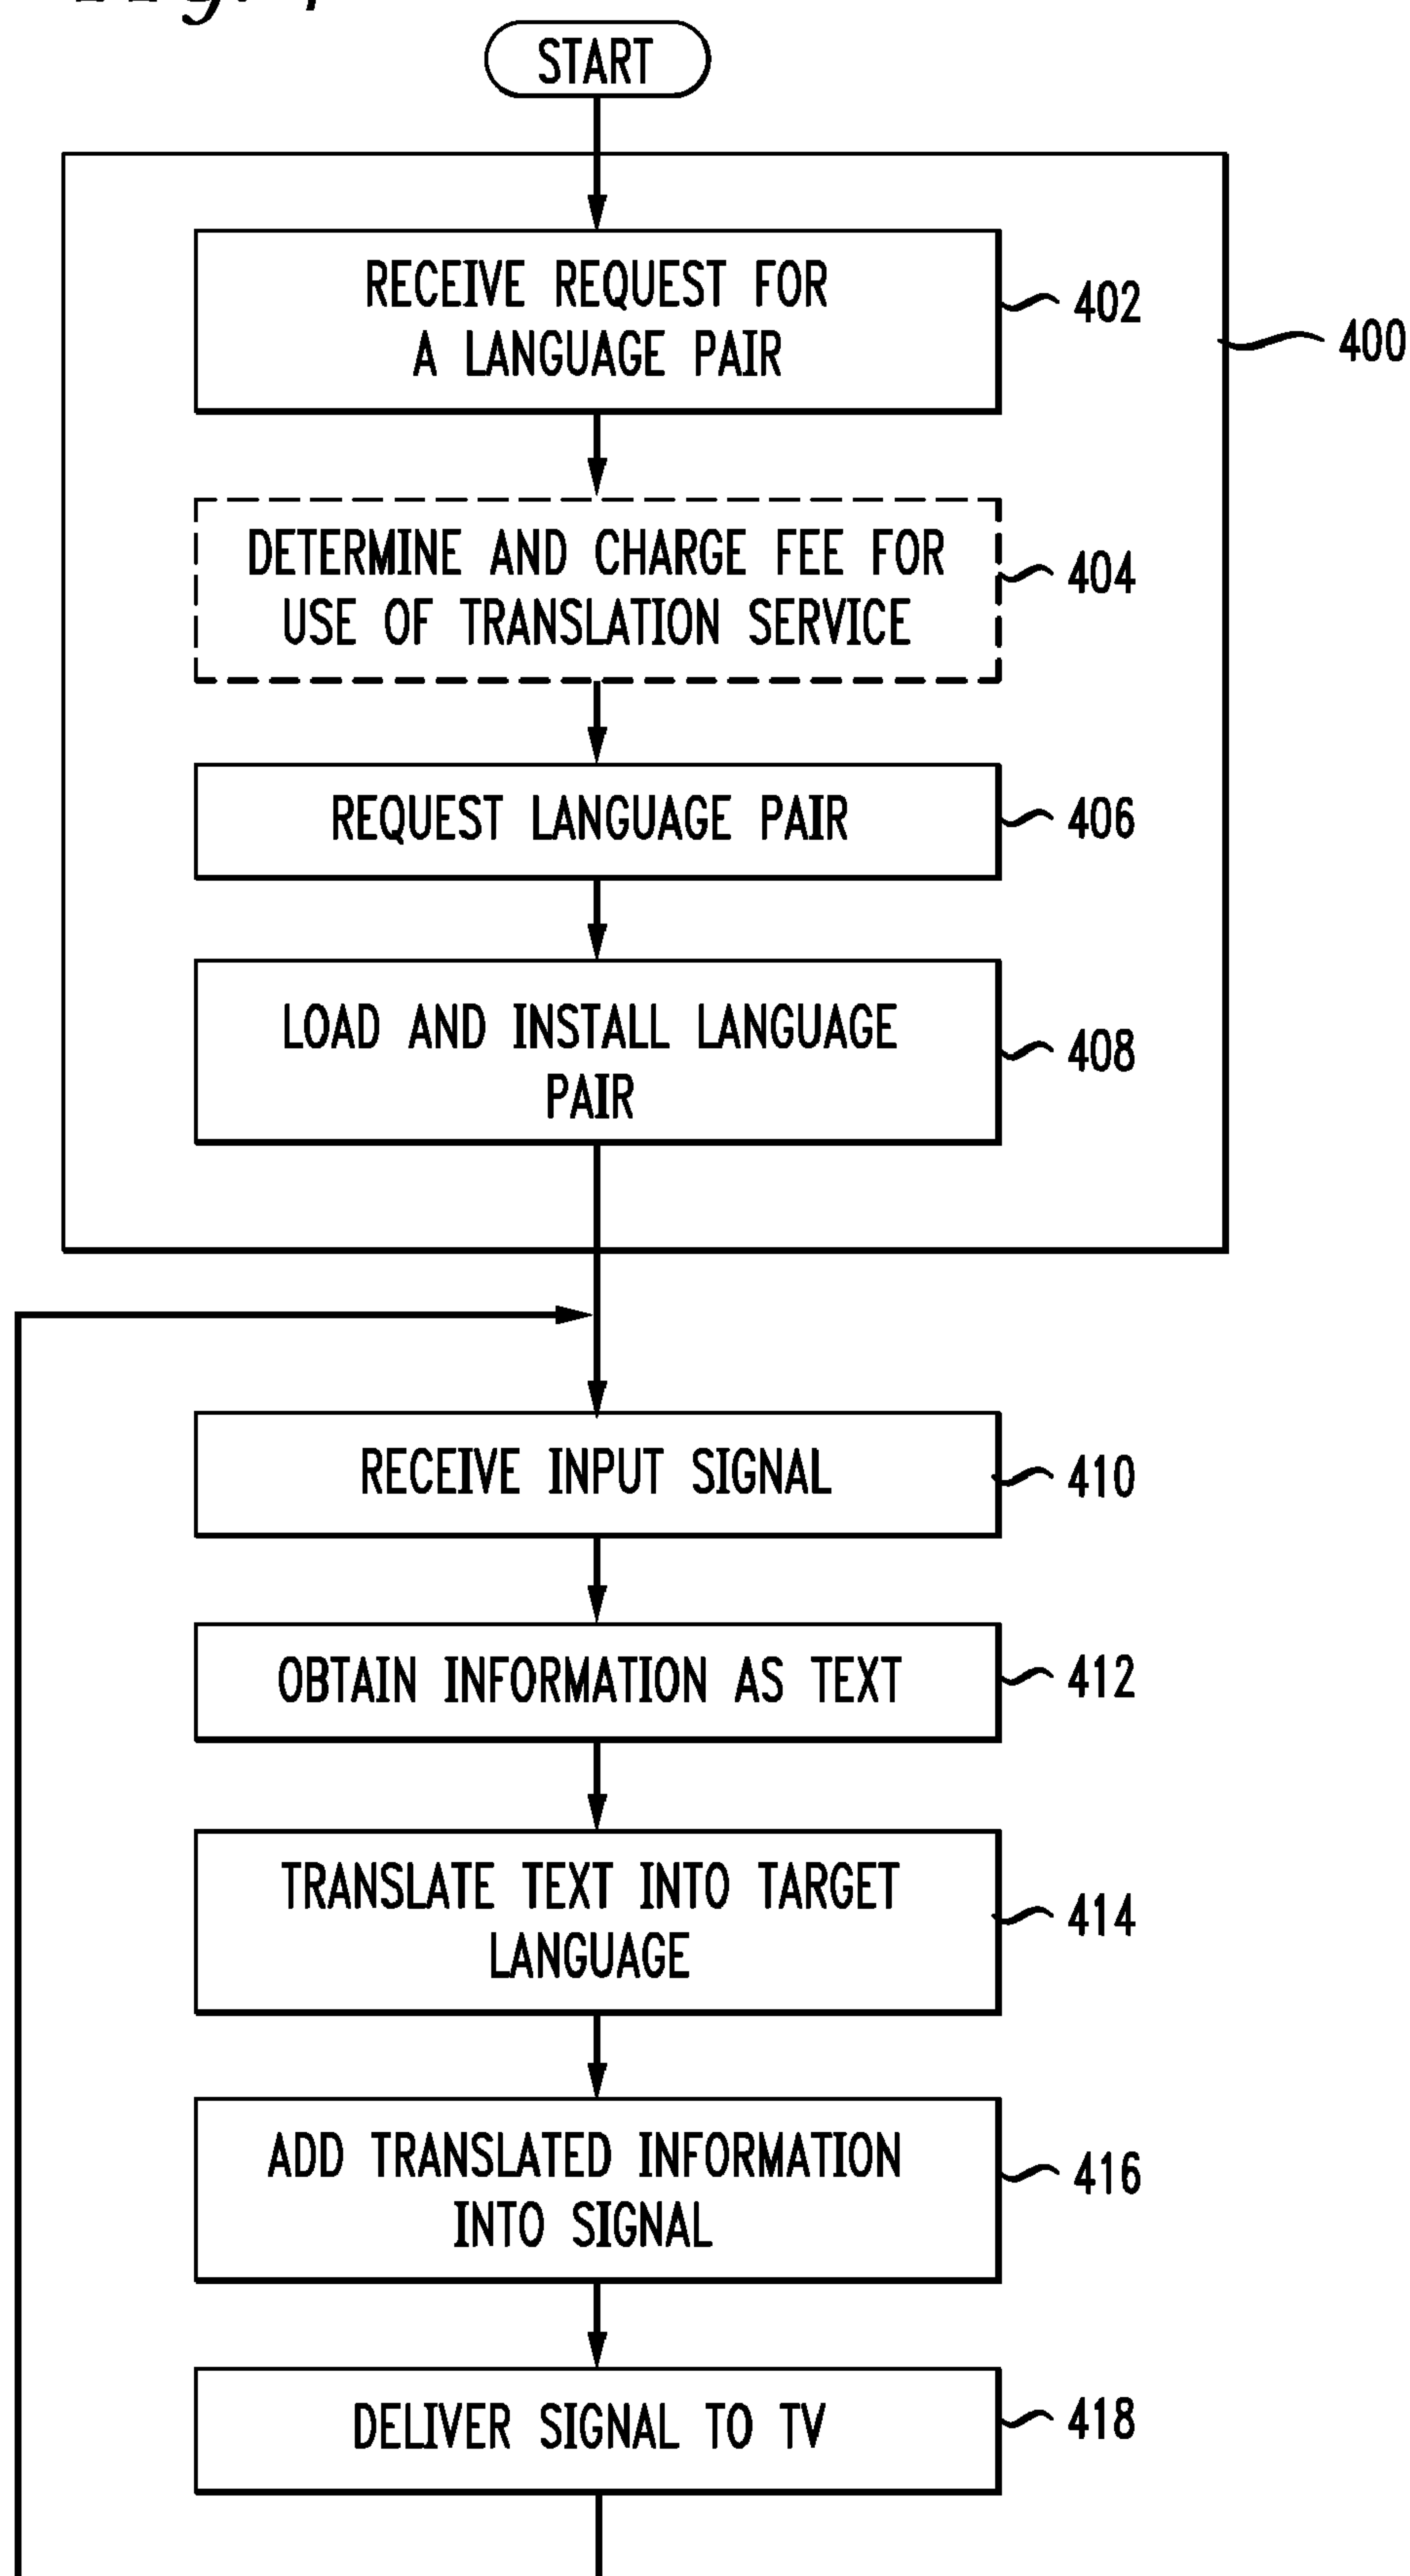 START
RECEIVE REQUEST FOR
A LANGUAGE PAIR
402
400
DETERMINE AND CHARGE FEE FOR
USE OF TRANSLATION SERVICE
404
REQUEST LANGUAGE PAIR
406
LOAD AND INSTALL LANGUAGE
PAIR
408
RECEIVE INPUT SIGNAL
410
OBTAIN INFORMATION AS TEXT
412
TRANSLATE TEXT INTO TARGET
LANGUAGE
414
ADD TRANSLATED INFORMATION
INTO SIGNAL
416
DELIVER SIGNAL TO TV
418